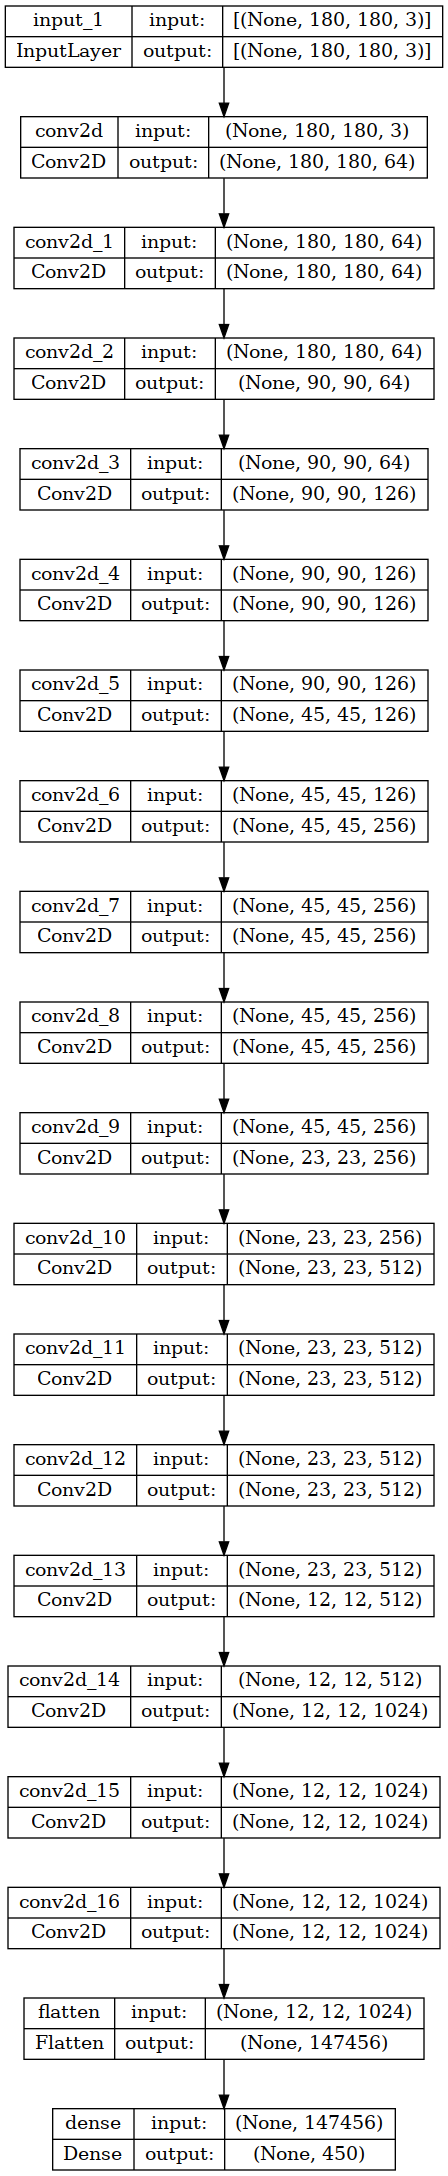 input_1 input: [(None, 180, 180, 3)]
InputLayer output: [(None, 180, 180, 3)]
conv2d input: (None, 180, 180, 3)
Conv2D output: (None, 180, 180, 64)
conv2d_1 input: (None, 180, 180, 64)
Conv2D output: (None, 180, 180, 64)
conv2d_2 input: (None, 180, 180, 64)
Conv2D output: (None, 90, 90, 64)
conv2d_3 input: (None, 90, 90, 64)
Conv2D output: (None, 90, 90, 126)
conv2d_4 input: (None, 90, 90, 126)
Conv2D output: (None, 90, 90, 126)
conv2d_5 input: (None, 90, 90, 126)
Conv2D output: (None, 45, 45, 126)
conv2d_6 input: (None, 45, 45, 126)
Conv2D output: (None, 45, 45, 256)
conv2d_7 input: (None, 45, 45, 256)
Conv2D output: (None, 45, 45, 256)
conv2d_8 input: (None, 45, 45, 256)
Conv2D output: (None, 45, 45, 256)
conv2d_9 input: (None, 45, 45, 256)
Conv2D output: (None, 23, 23, 256)
conv2d_10 input: (None, 23, 23, 256)
Conv2D output: (None, 23, 23, 512)
conv2d_11 input: (None, 23, 23, 512)
Conv2D output: (None, 23, 23, 512)
conv2d_12 input: (None, 23, 23, 512)
Conv2D output: (None, 23, 23, 512)
conv2d_13 input: (None, 23, 23, 512)
Conv2D output: (None, 12, 12, 512)
conv2d_14 input: (None, 12, 12, 512)
Conv2D output: (None, 12, 12, 1024)
conv2d_15 input: (None, 12, 12, 1024)
Conv2D output: (None, 12, 12, 1024)
conv2d_16 input: (None, 12, 12, 1024)
Conv2D output: (None, 12, 12, 1024)
flatten input: (None, 12, 12, 1024)
Flatten output: (None, 147456)
dense input: (None, 147456)
Dense output: (None, 450)